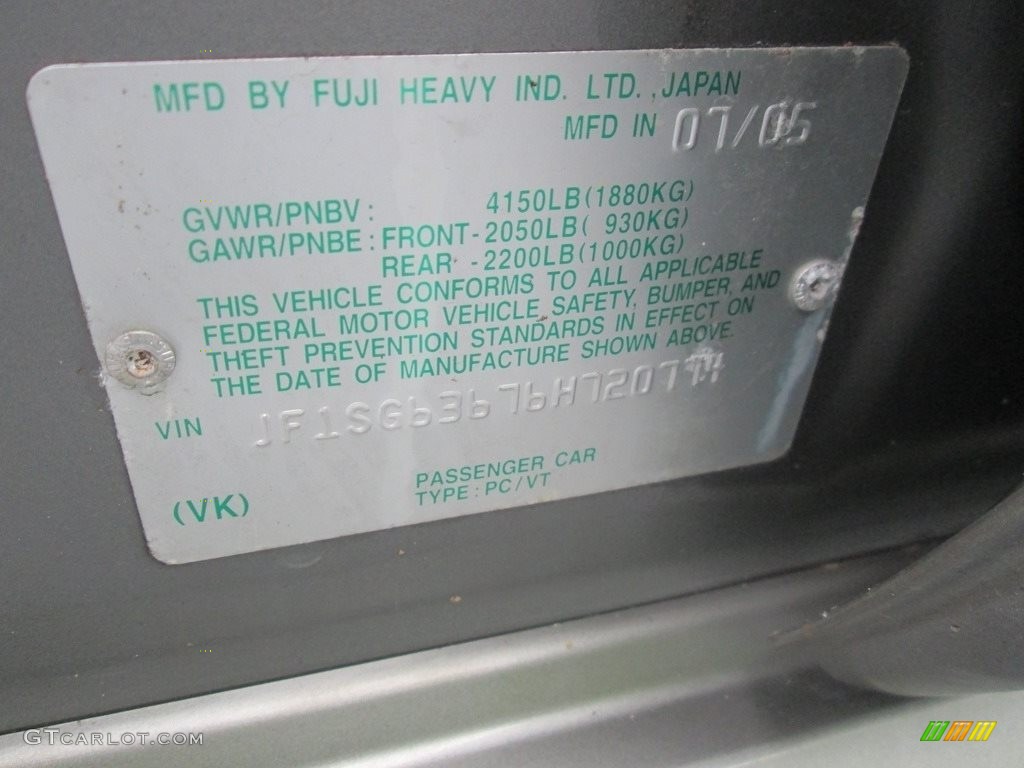 MFD BY FUJI HEAVY IND. LTD.,JAPAN
MFD IN 07/05
GVWR/PNBV: 4150LB(1880KG)
GAWR/PNBE:FRONT-2050LB( 930KG)
REAR -2200LB(1000KG)
THIS VEHICLE CONFORMS TO ALL APPLICABLE
FEDERAL MOTOR VEHICLE SAFETY, BUMPER, AND
THEFT PREVENTION STANDARDS IN EFFECT ON
THE DATE OF MANUFACTURE SHOWN ABOVE.
VIN
PASSENGER CAR
(VK) TYPE:PC/VT
GTCARLOT.COM